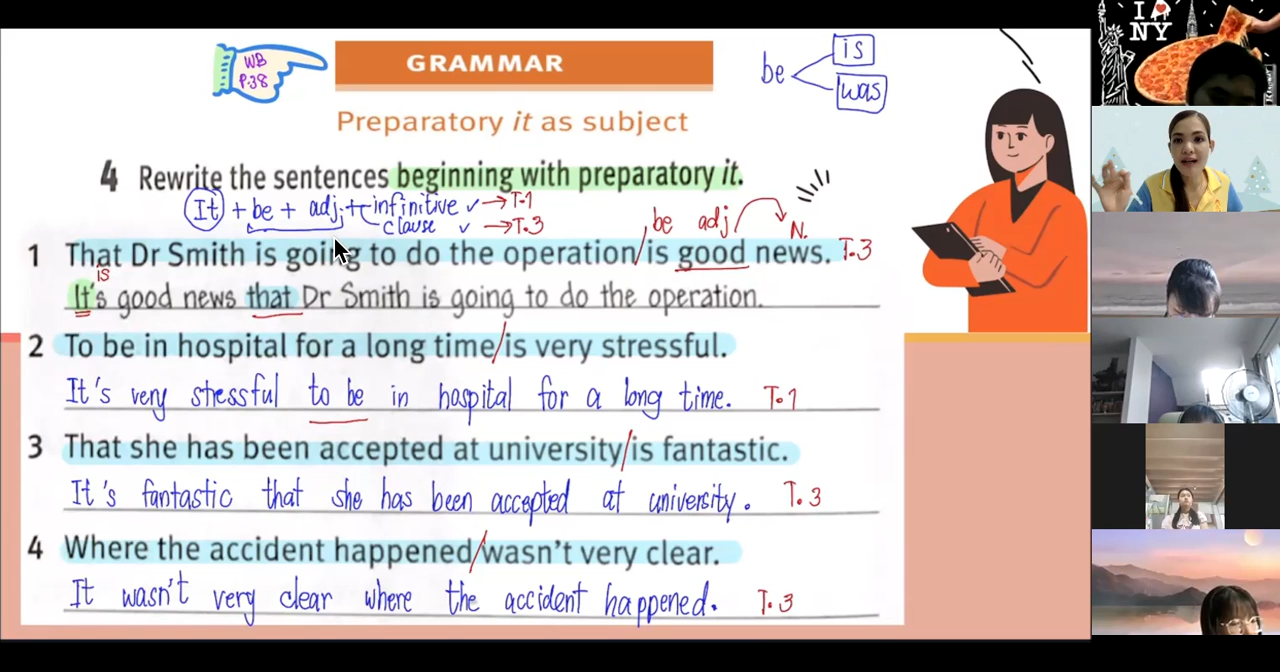 I NY
WB
P.38
GRAMMAR
be is
was
Preparatory it as subject
4 Rewrite the sentences beginning with preparatory it.
It + be + adj. + infinitive ✓ → T.1
clause ✓ → T.3
be adj N.
1 That Dr Smith is going to do the operation/is good news. T.3
is
It's good news that Dr Smith is going to do the operation.
2 To be in hospital for a long time/is very stressful.
It's very stressful to be in hospital for a long time. T.1
3 That she has been accepted at university/is fantastic.
It's fantastic that she has been accepted at university. T.3
4 Where the accident happened/wasn't very clear.
It wasn't very clear where the accident happened. T.3